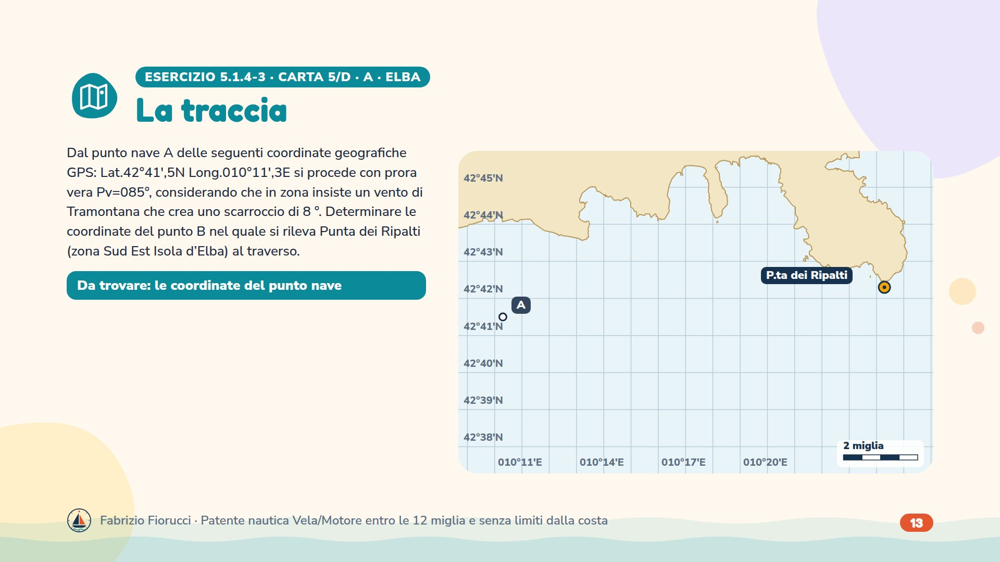 ESERCIZIO 5.1.4-3 · CARTA 5/D · A · ELBA
La traccia
Dal punto nave A delle seguenti coordinate geografiche
GPS: Lat.42°41',5N Long.010°11',3E si procede con prora
vera Pv=085°, considerando che in zona insiste un vento di
Tramontana che crea uno scarroccio di 8 °. Determinare le
coordinate del punto B nel quale si rileva Punta dei Ripalti
(zona Sud Est Isola d’Elba) al traverso.
Da trovare: le coordinate del punto nave
42°45'N
42°44'N
42°43'N
P.ta dei Ripalti
42°42'N
A
42°41'N
42°40'N
42°39'N
42°38'N
2 miglia
010°11'E
010°14'E
010°17'E
010°20'E
Fabrizio Fiorucci · Patente nautica Vela/Motore entro le 12 miglia e senza limiti dalla costa
13